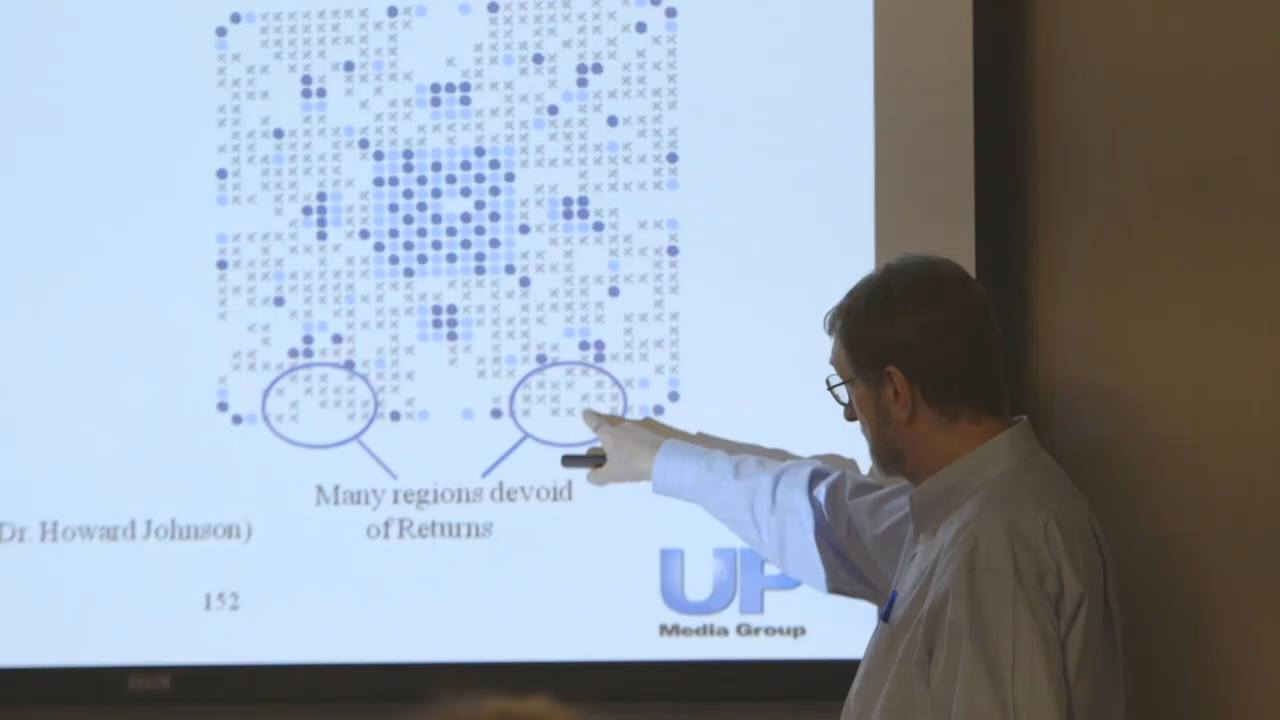 Many regions devoid
of Returns
Dr. Howard Johnson)
152
UP
Media Group